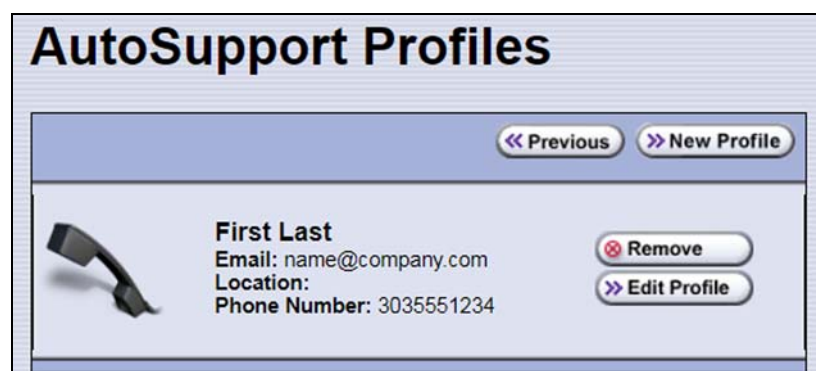 AutoSupport Profiles
Previous New Profile
First Last
Email: name@company.com
Location:
Phone Number: 3035551234
Remove
Edit Profile